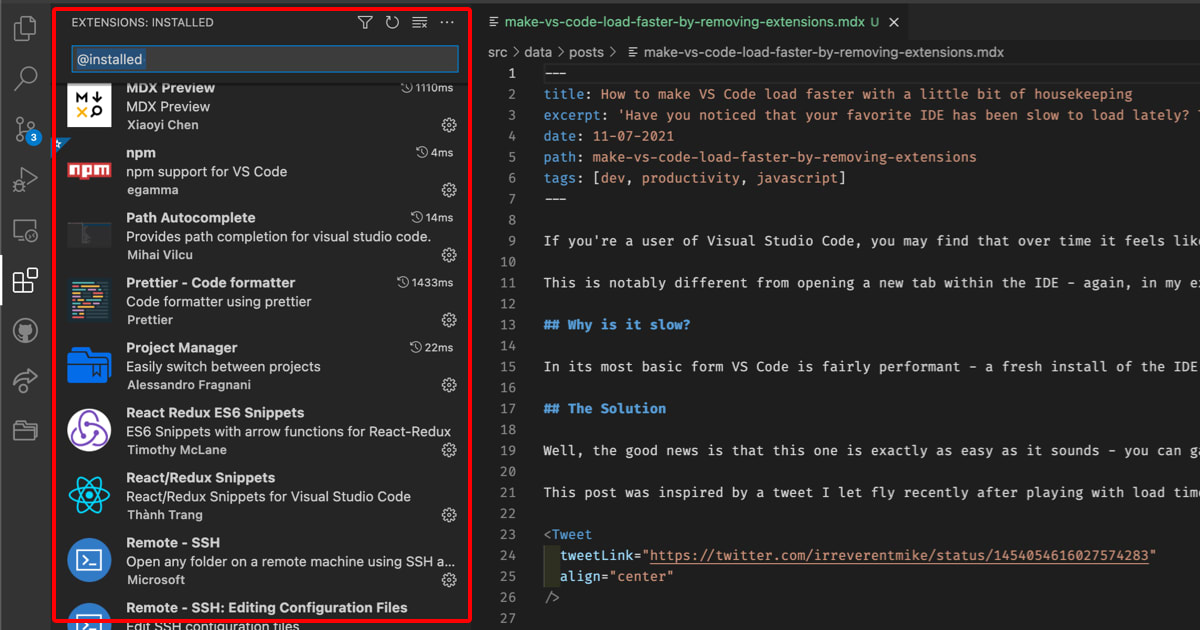 EXTENSIONS: INSTALLED
@installed
MDX Preview 1110ms
MDX Preview
Xiaoyi Chen
npm 4ms
npm support for VS Code
egamma
Path Autocomplete 14ms
Provides path completion for visual studio code.
Mihai Vilcu
Prettier - Code formatter 1433ms
Code formatter using prettier
Prettier
Project Manager 22ms
Easily switch between projects
Alessandro Fragnani
React Redux ES6 Snippets
ES6 Snippets with arrow functions for React-Redux
Timothy McLane
React/Redux Snippets
React/Redux Snippets for Visual Studio Code
Thành Trang
Remote - SSH
Open any folder on a remote machine using SSH a...
Microsoft
Remote - SSH: Editing Configuration Files
Edit SSH configuration files
3
M
X
npm
make-vs-code-load-faster-by-removing-extensions.mdx U
src > data > posts > make-vs-code-load-faster-by-removing-extensions.mdx
1 ---
2 title: How to make VS Code load faster with a little bit of housekeeping
3 excerpt: 'Have you noticed that your favorite IDE has been slow to load lately?
4 date: 11-07-2021
5 path: make-vs-code-load-faster-by-removing-extensions
6 tags: [dev, productivity, javascript]
7 ---
8
9 If you're a user of Visual Studio Code, you may find that over time it feels
10
11 This is notably different from opening a new tab within the IDE - again, in my
12
13 ## Why is it slow?
14
15 In its most basic form VS Code is fairly performant - a fresh install of the IDE
16
17 ## The Solution
18
19 Well, the good news is that this one is exactly as easy as it sounds - you can
20
21 This post was inspired by a tweet I let fly recently after playing with load
22
23 <Tweet
24 tweetLink="https://twitter.com/irreverentmike/status/1454054616027574283"
25 align="center"
26 />
27